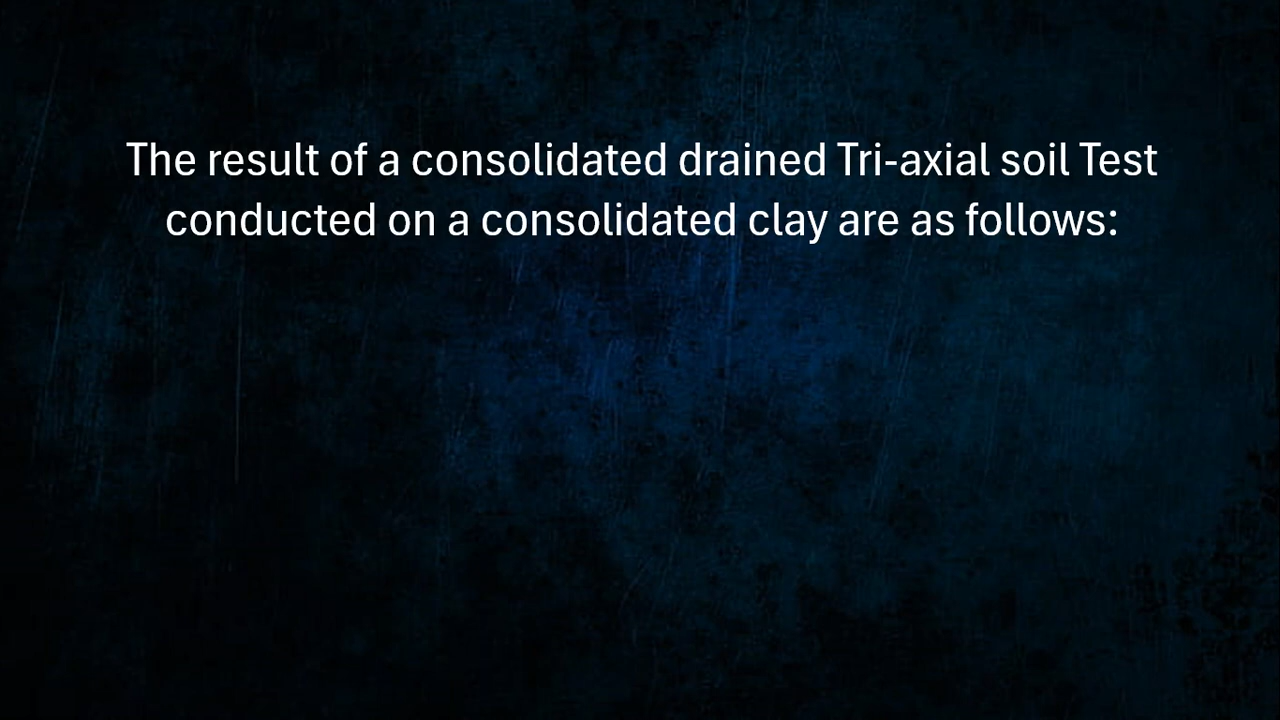 The result of a consolidated drained Tri-axial soil Test
conducted on a consolidated clay are as follows: